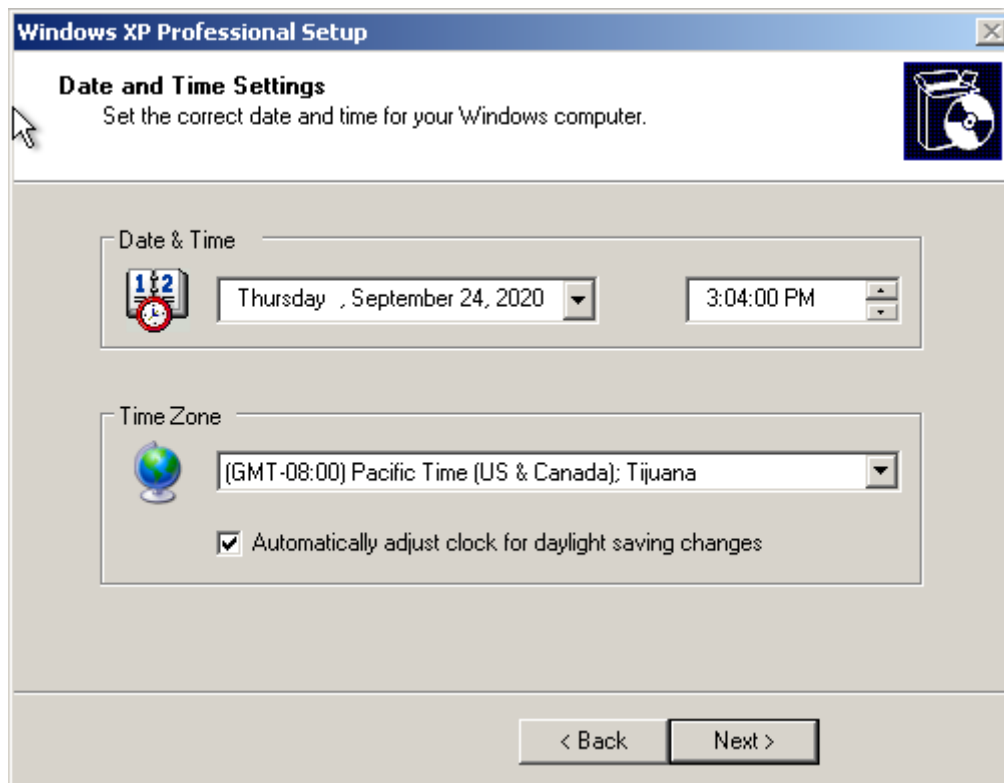 Windows XP Professional Setup
Date and Time Settings
Set the correct date and time for your Windows computer.
Date & Time
12
Thursday , September 24, 2020
3:04:00 PM
Time Zone
(GMT-08:00) Pacific Time (US & Canada); Tijuana
Automatically adjust clock for daylight saving changes
< Back
Next >